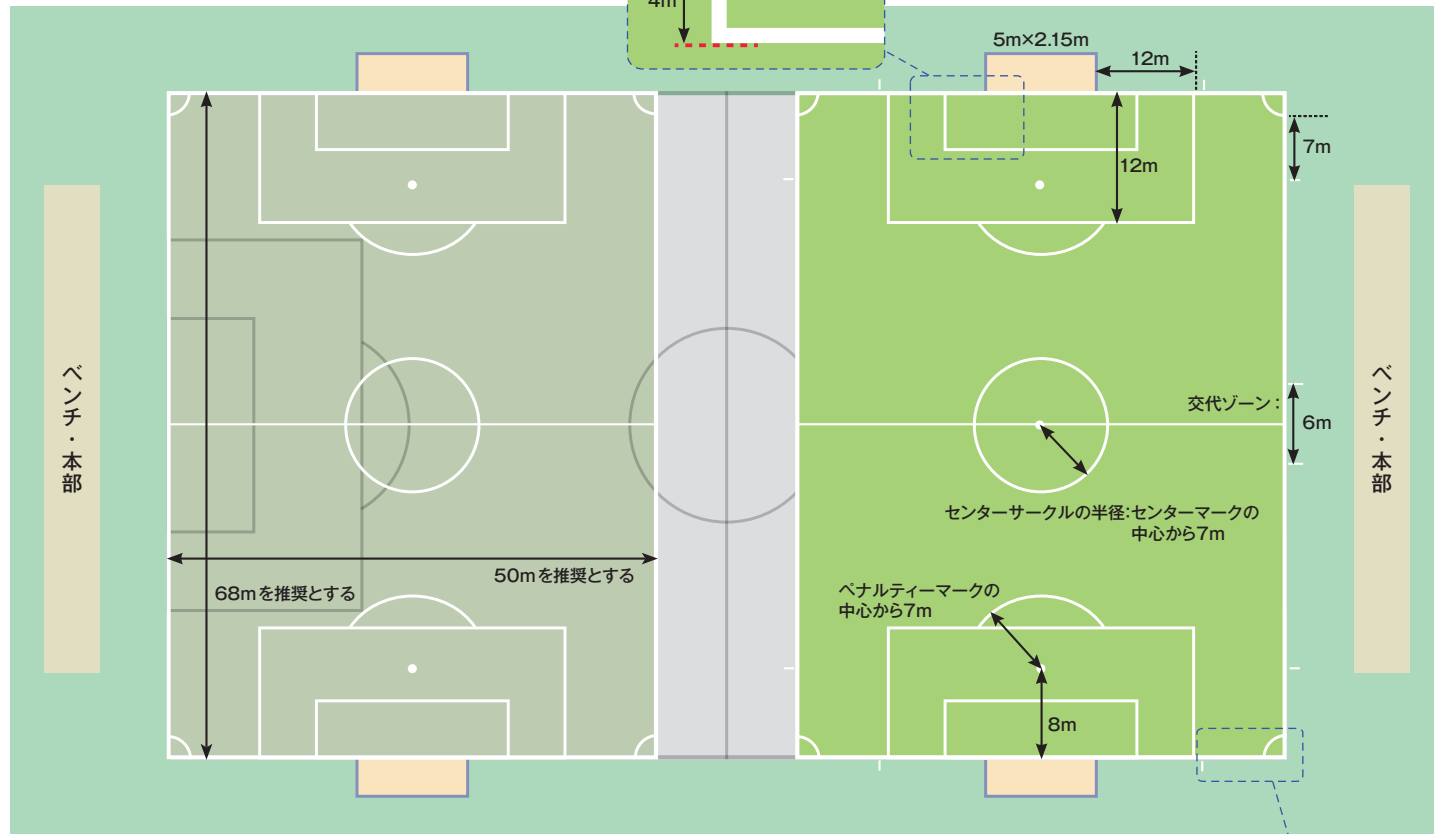 4m
5m×2.15m
12m
7m
12m
ベンチ・本部
ベンチ・本部
交代ゾーン：
6m
センターサークルの半径：センターマークの
中心から7m
50mを推奨とする
68mを推奨とする
ペナルティーマークの
中心から7m
8m